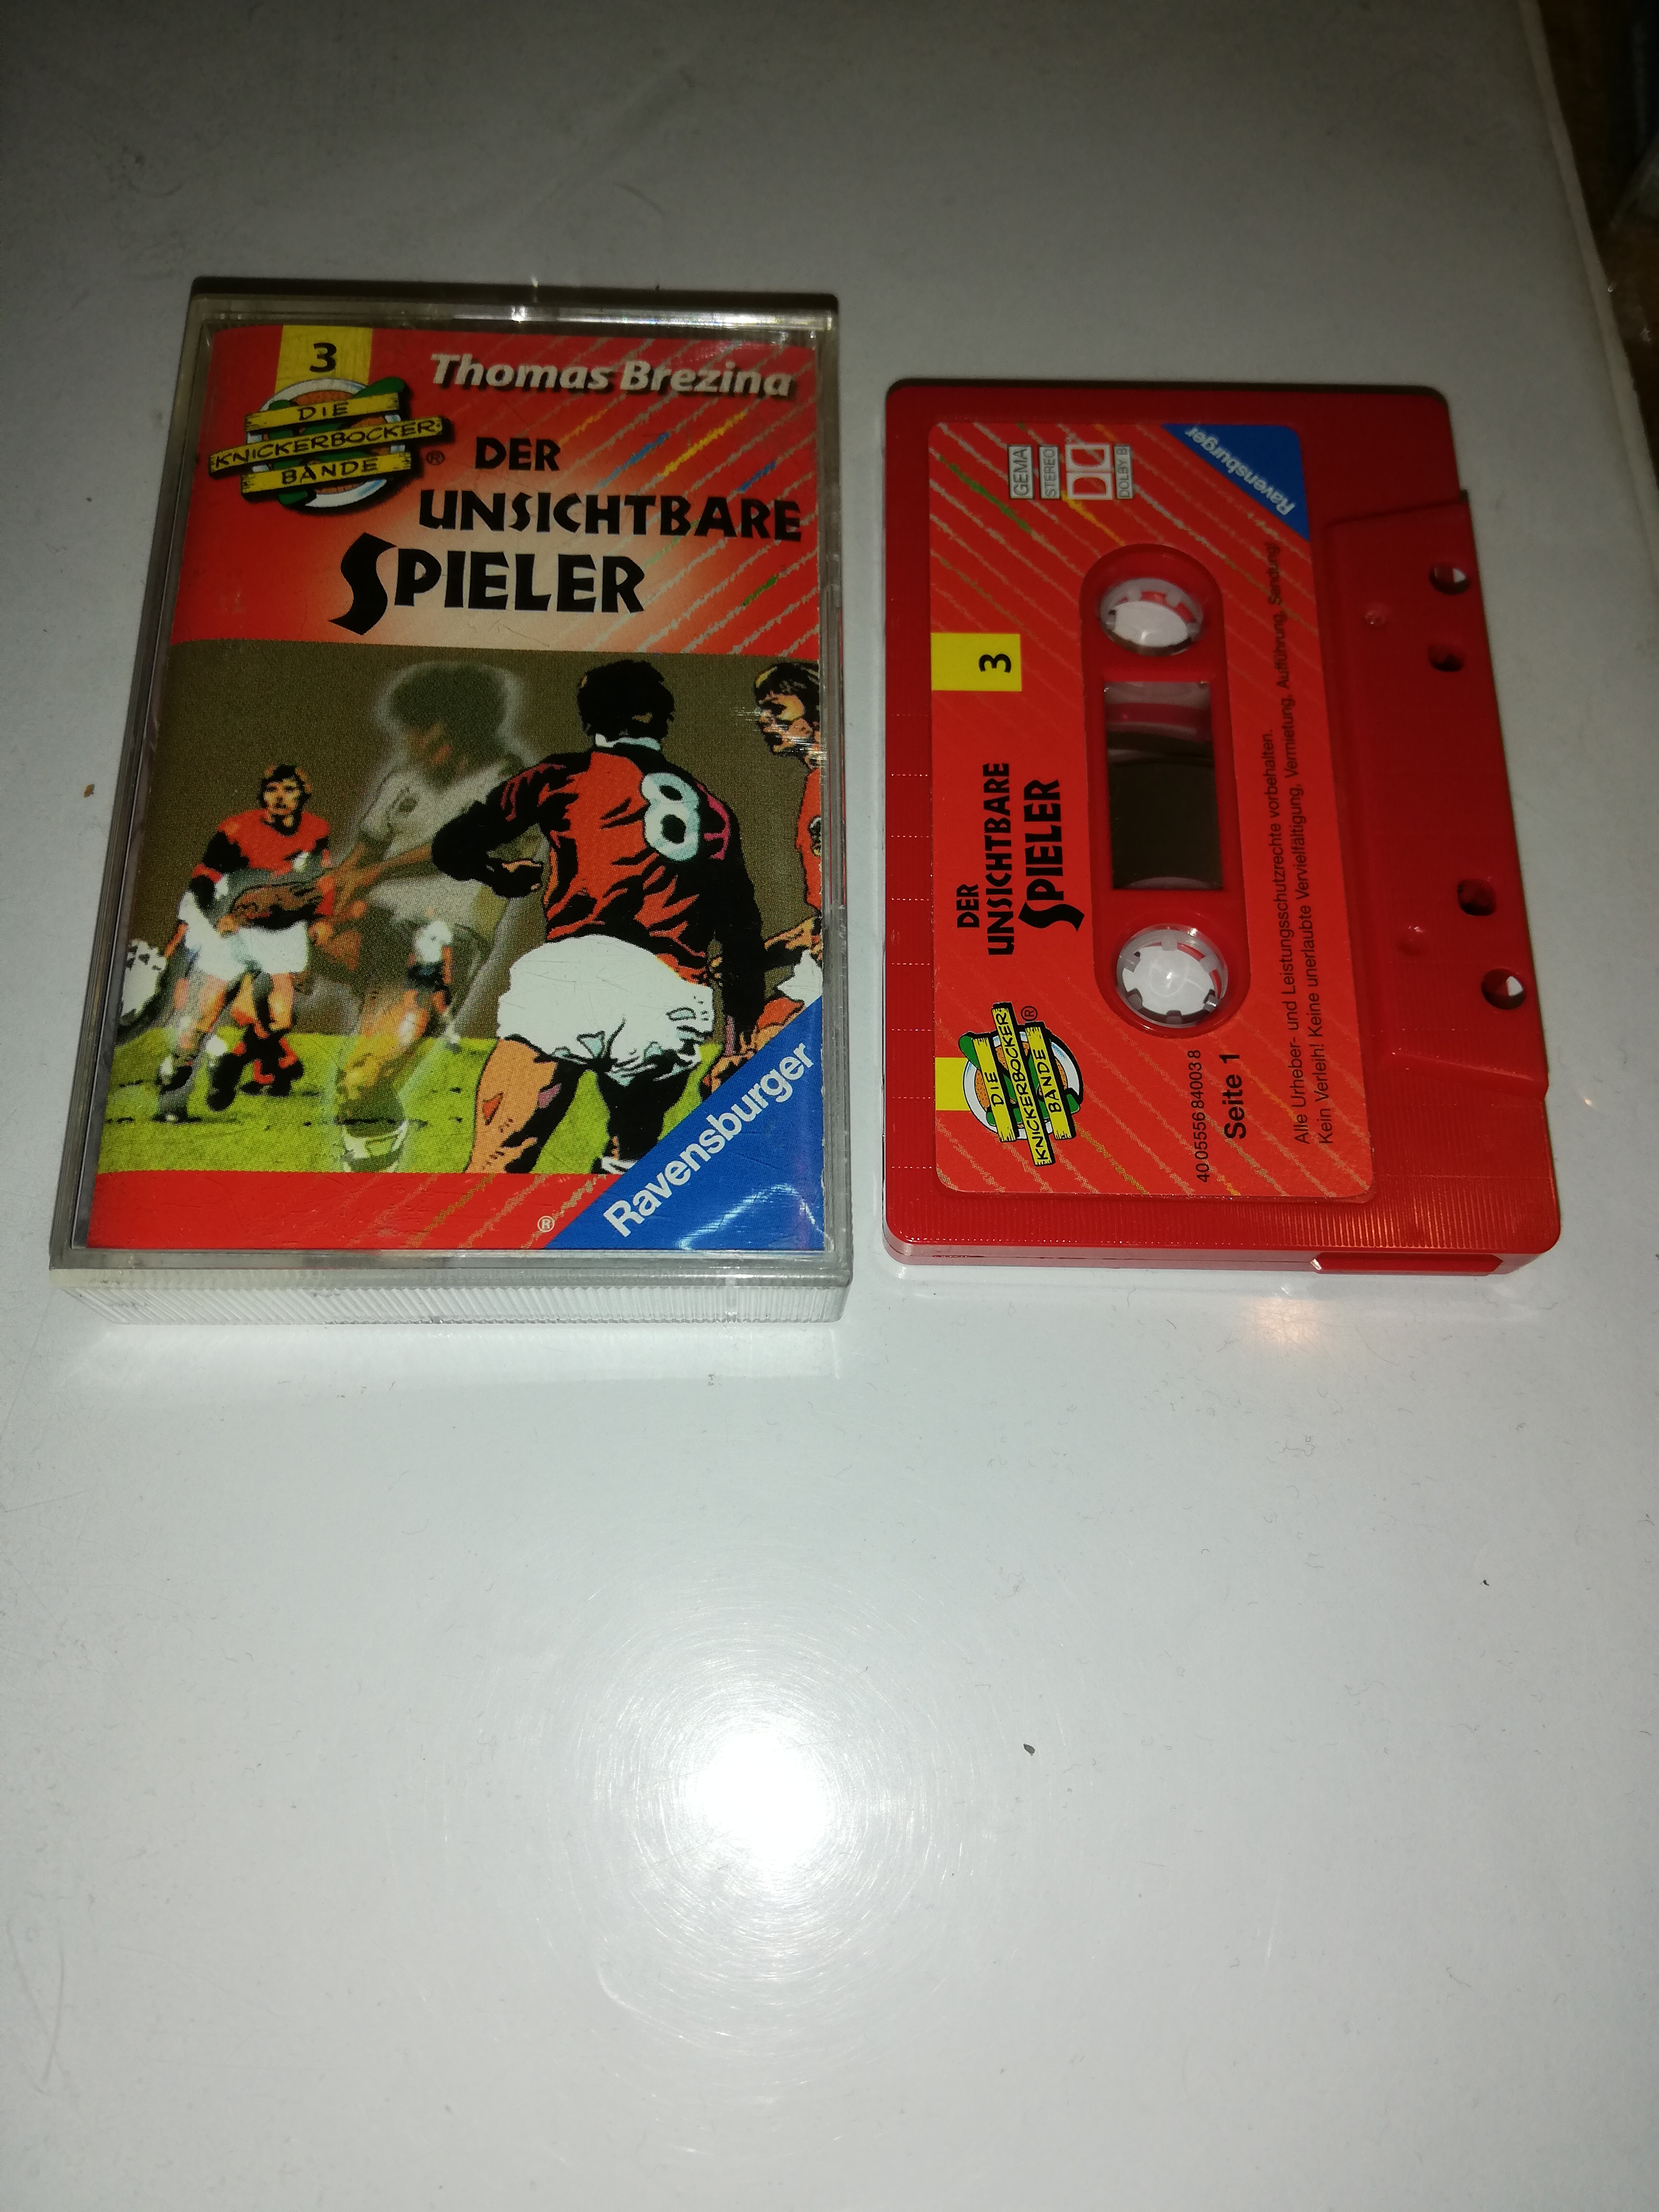 3
Thomas Brezina
DIE
KNICKERBOCKER
BANDE
®
DER
UNSICHTBARE
SPIELER
8
®
Ravensburger
GEMA
STEREO
DOLBY B
Ravensburger
3
DER
UNSICHTBARE
SPIELER
DIE
KNICKERBOCKER
BANDE
®
40 05556 84003 8
Seite 1
Alle Urheber- und Leistungsschutzrechte vorbehalten.
Kein Verleih! Keine unerlaubte Vervielfältigung, Vermietung, Aufführung, Sendung!